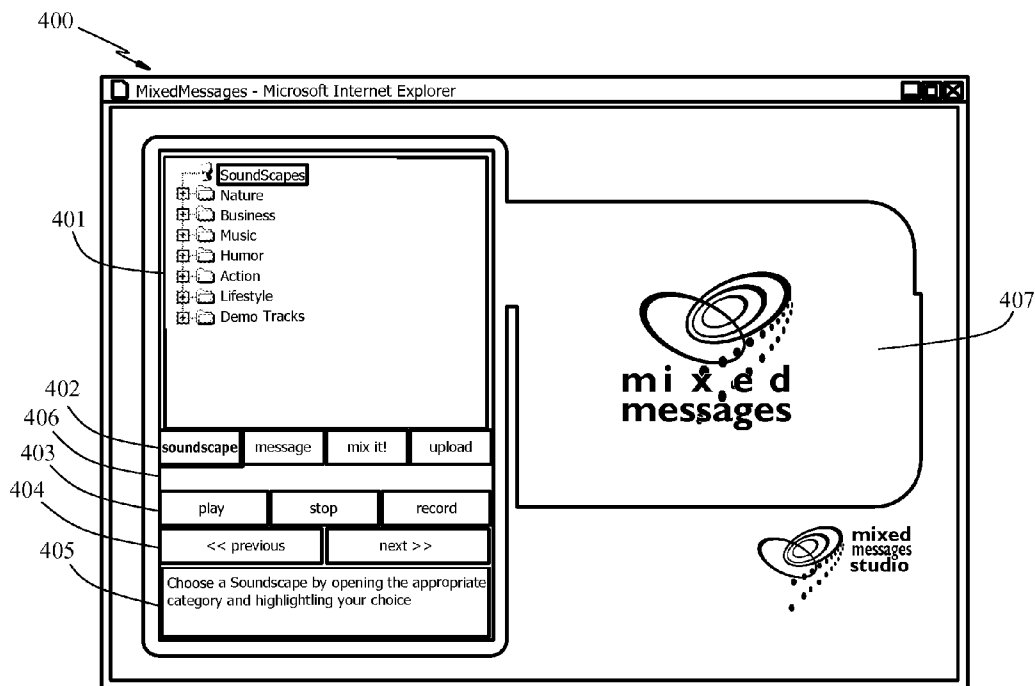 400
MixedMessages - Microsoft Internet Explorer
SoundScapes
Nature
Business
Music
Humor
Action
Lifestyle
Demo Tracks
401
407
mixed
messages
402
406
403
404
405
soundscape message mix it! upload
play stop record
<< previous next >>
Choose a Soundscape by opening the appropriate
category and highlightling your choice
mixed
messages
studio